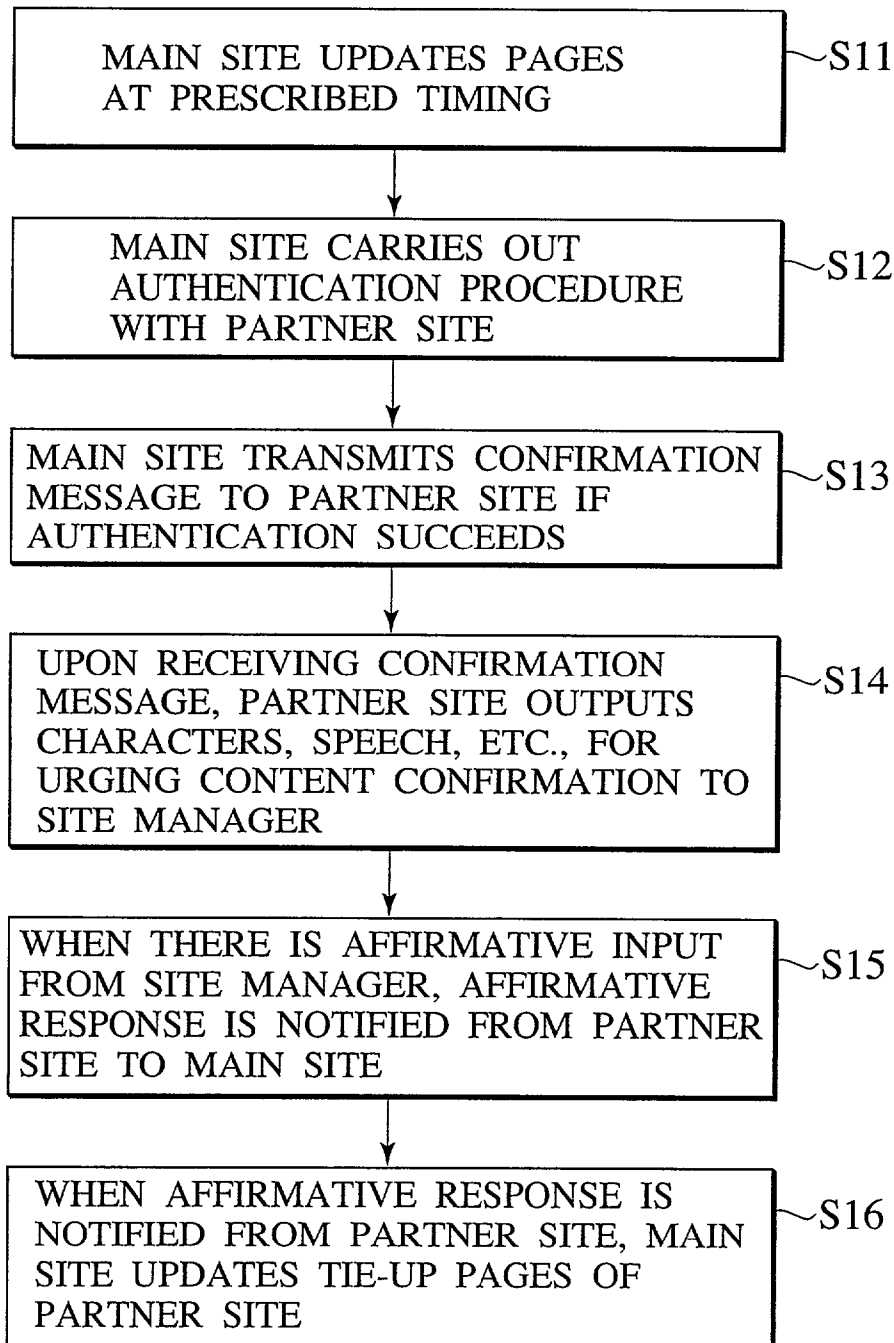 MAIN SITE UPDATES PAGES
AT PRESCRIBED TIMING
S11
MAIN SITE CARRIES OUT
AUTHENTICATION PROCEDURE
WITH PARTNER SITE
S12
MAIN SITE TRANSMITS CONFIRMATION
MESSAGE TO PARTNER SITE IF
AUTHENTICATION SUCCEEDS
S13
UPON RECEIVING CONFIRMATION
MESSAGE, PARTNER SITE OUTPUTS
CHARACTERS, SPEECH, ETC., FOR
URGING CONTENT CONFIRMATION TO
SITE MANAGER
S14
WHEN THERE IS AFFIRMATIVE INPUT
FROM SITE MANAGER, AFFIRMATIVE
RESPONSE IS NOTIFIED FROM PARTNER
SITE TO MAIN SITE
S15
WHEN AFFIRMATIVE RESPONSE IS
NOTIFIED FROM PARTNER SITE, MAIN
SITE UPDATES TIE-UP PAGES OF
PARTNER SITE
S16